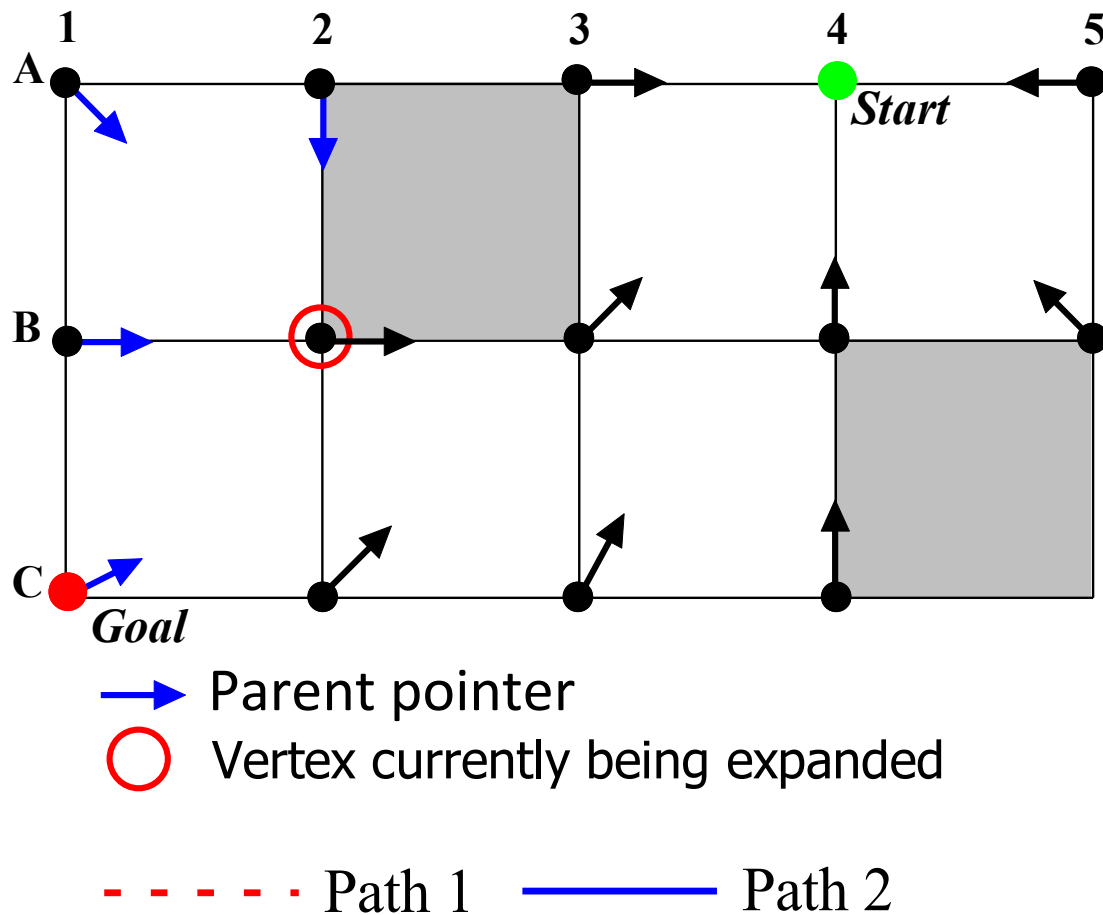 1 2 3 4 5
A
Start
B
C
Goal
Parent pointer
Vertex currently being expanded
Path 1 Path 2